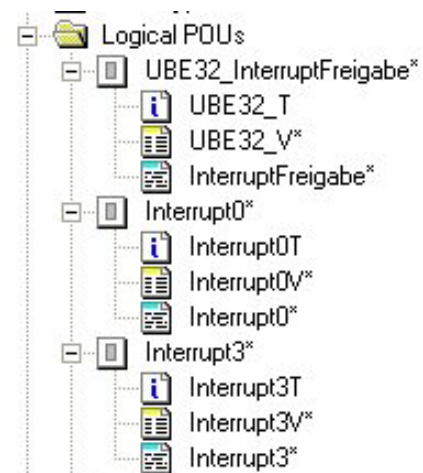 Logical POUs
UBE32_InterruptFreigabe*
UBE32_T
UBE32_V*
InterruptFreigabe*
Interrupt0*
Interrupt0T
Interrupt0V*
Interrupt0*
Interrupt3*
Interrupt3T
Interrupt3V*
Interrupt3*